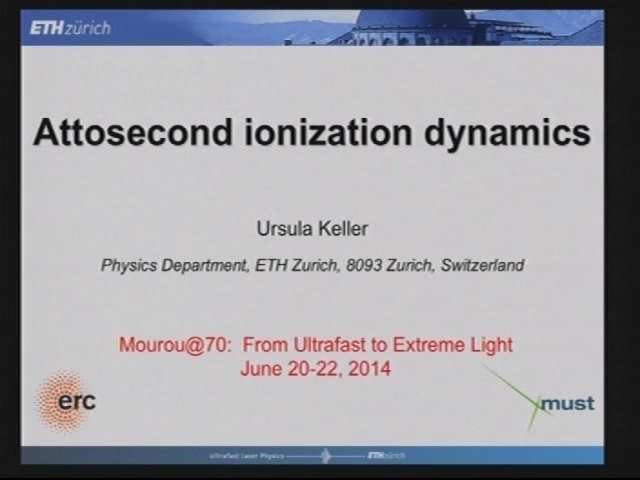 ETH zürich
Attosecond ionization dynamics
Ursula Keller
Physics Department, ETH Zurich, 8093 Zurich, Switzerland
Mourou@70: From Ultrafast to Extreme Light
June 20-22, 2014
erc
must
Ultrafast Laser Physics
ETH zürich